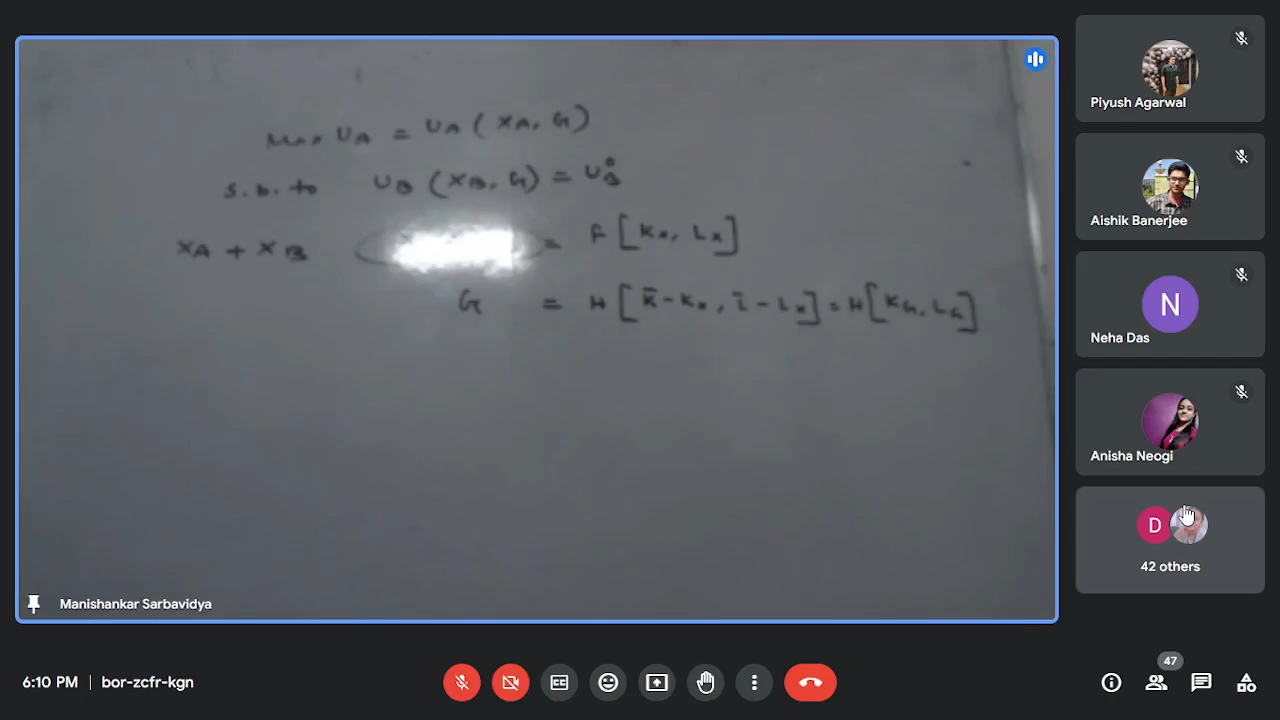 Max UA = UA ( XA, G )
s.b. to UB ( XB, G ) = UB°
XA + XB = F [ Kx, Lx ]
G = H [ K̄ - Kx, L̄ - Lx ] = H [ KG, LG ]
Manishankar Sarbavidya
Piyush Agarwal
Aishik Banerjee
N
Neha Das
Anisha Neogi
D
42 others
6:10 PM | bor-zcfr-kgn
CC
47